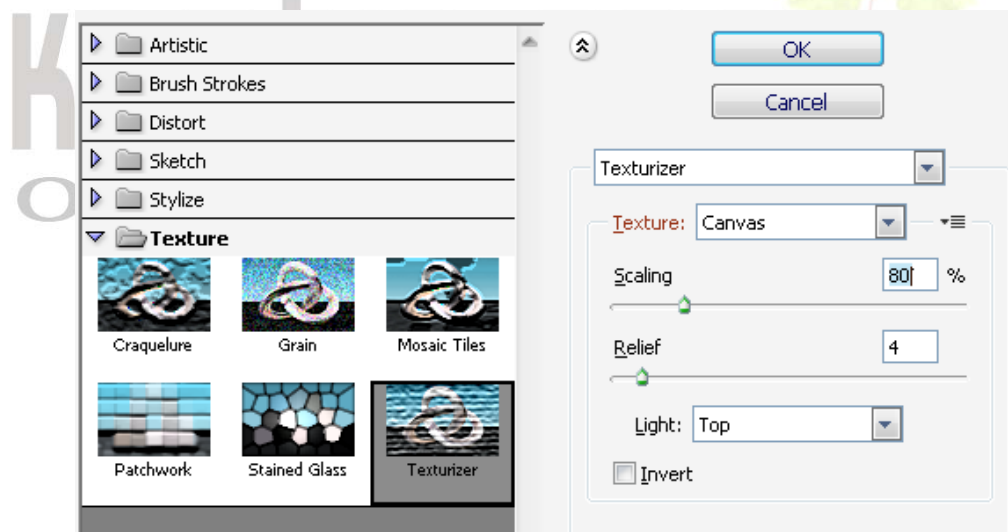 Artistic
Brush Strokes
Distort
Sketch
Stylize
Texture
Craquelure Grain Mosaic Tiles
Patchwork Stained Glass Texturizer
OK
Cancel
Texturizer
Texture: Canvas
Scaling 80 %
Relief 4
Light: Top
Invert